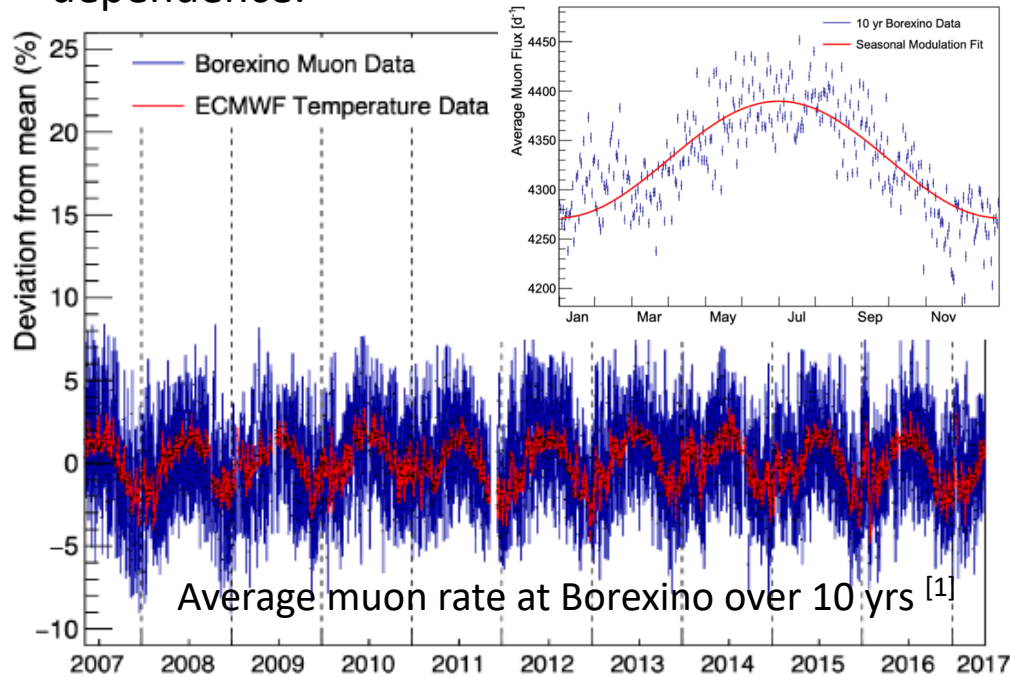 dependence.
Deviation from mean (%)
25
20
15
10
5
0
−5
−10
Borexino Muon Data
ECMWF Temperature Data
Average Muon Flux [d⁻¹]
4450
4400
4350
4300
4250
4200
10 yr Borexino Data
Seasonal Modulation Fit
Jan Mar May Jul Sep Nov
Average muon rate at Borexino over 10 yrs [1]
2007 2008 2009 2010 2011 2012 2013 2014 2015 2016 2017